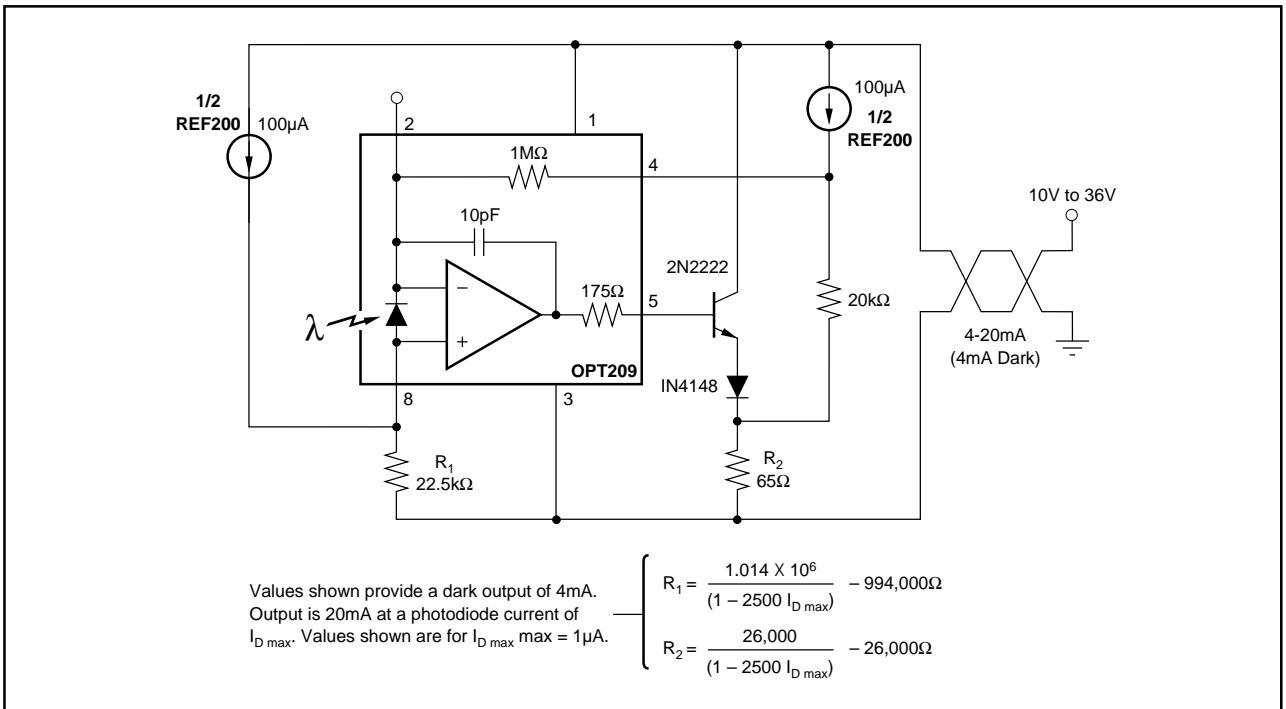 1/2
REF200 100µA
2
1
100µA
1/2
REF200
1MΩ
4
10V to 36V
10pF
2N2222
175Ω
5
20kΩ
–
+
λ
OPT209
4-20mA
(4mA Dark)
IN4148
8
3
R1
22.5kΩ
R2
65Ω
Values shown provide a dark output of 4mA.
Output is 20mA at a photodiode current of
ID max. Values shown are for ID max max = 1µA.
R1 = 1.014 X 10⁶ / (1 – 2500 ID max) – 994,000Ω
R2 = 26,000 / (1 – 2500 ID max) – 26,000Ω